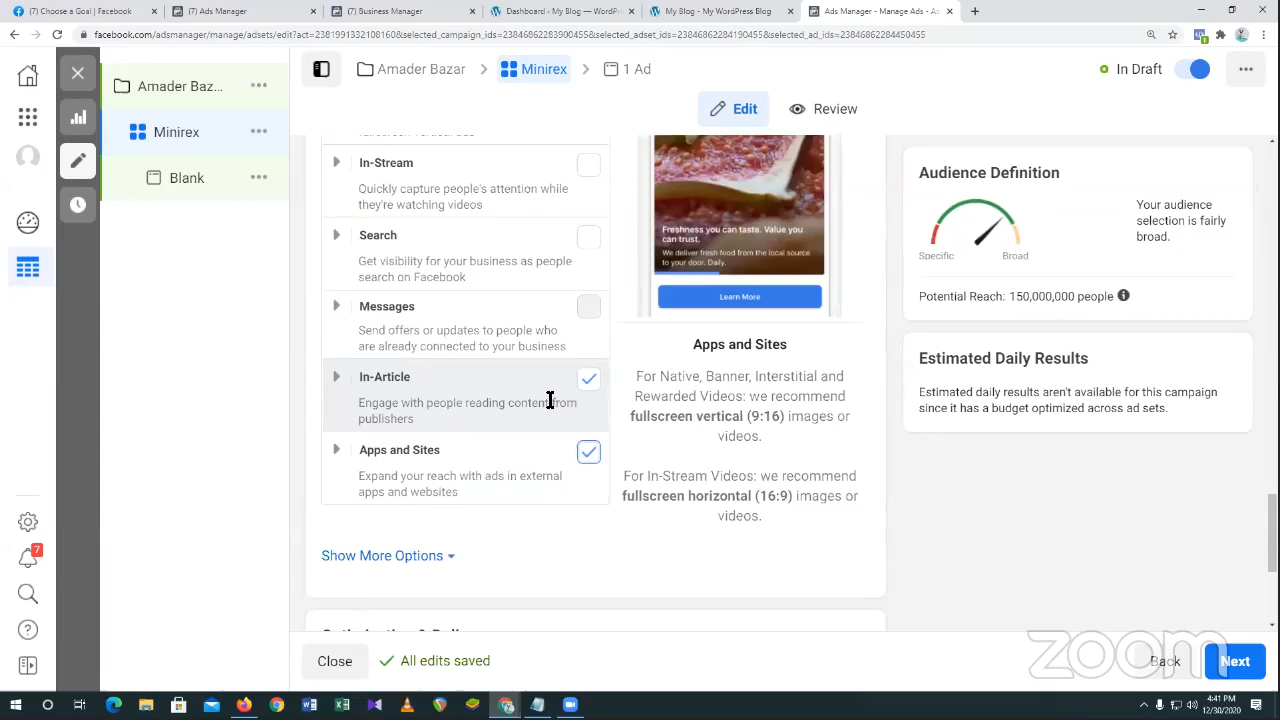 (7) Choose a Goal | Facebook
(7) Ads Manager
(7) Business Manager
Dashboard ‹ My Blog — WordPr
My Blog – My WordPress Blog
Ads Manager - Manage Ads - Ad
facebook.com/adsmanager/manage/adsets/edit?act=2381991332108160&selected_campaign_ids=23846862283900455&selected_adset_ids=23846862284190455&selected_ad_ids=23846862284450455
Amader Baz...
Minirex
Blank
7
Amader Bazar
Minirex
1 Ad
In Draft
Edit
Review
In-Stream
Quickly capture people's attention while
they're watching videos
Search
Get visibility for your business as people
search on Facebook
Messages
Send offers or updates to people who
are already connected to your business
In-Article
Engage with people reading content from
publishers
Apps and Sites
Expand your reach with ads in external
apps and websites
Show More Options
Freshness you can taste. Value you
can trust.
We deliver fresh food from the local source
to your door. Daily.
Learn More
Apps and Sites
For Native, Banner, Interstitial and
Rewarded Videos: we recommend
fullscreen vertical (9:16) images or
videos.
For In-Stream Videos: we recommend
fullscreen horizontal (16:9) images or
videos.
Audience Definition
Your audience
selection is fairly
broad.
Specific
Broad
Potential Reach: 150,000,000 people
Estimated Daily Results
Estimated daily results aren't available for this campaign
since it has a budget optimized across ad sets.
Close
All edits saved
Back
Next
zoom
4:41 PM
12/30/2020